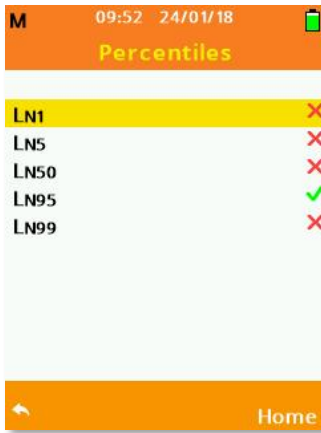 M 09:52 24/01/18
Percentiles
LN1
LN5
LN50
LN95
LN99
Home